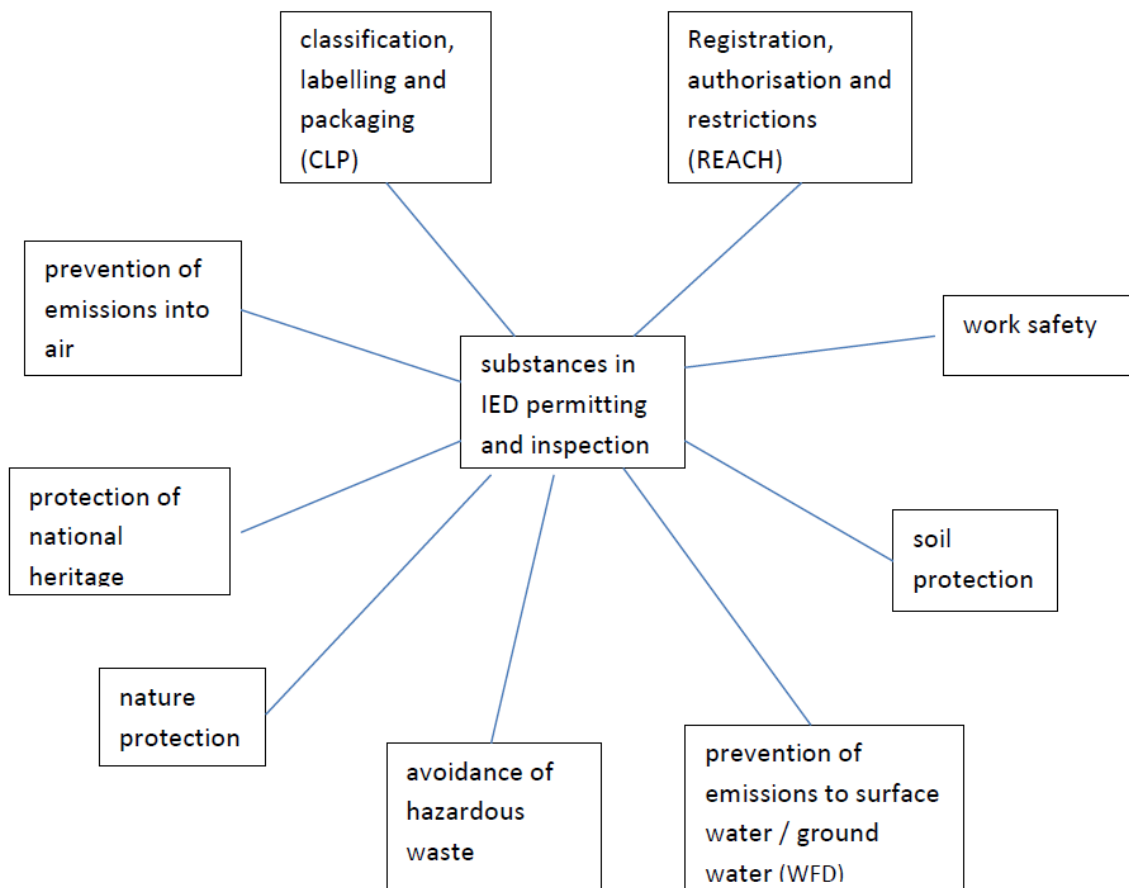 classification,
labelling and
packaging
(CLP)
Registration,
authorisation and
restrictions
(REACH)
prevention of
emissions into
air
work safety
substances in
IED permitting
and inspection
protection of
national
heritage
soil
protection
nature
protection
avoidance of
hazardous
waste
prevention of
emissions to surface
water / ground
water (WFD)